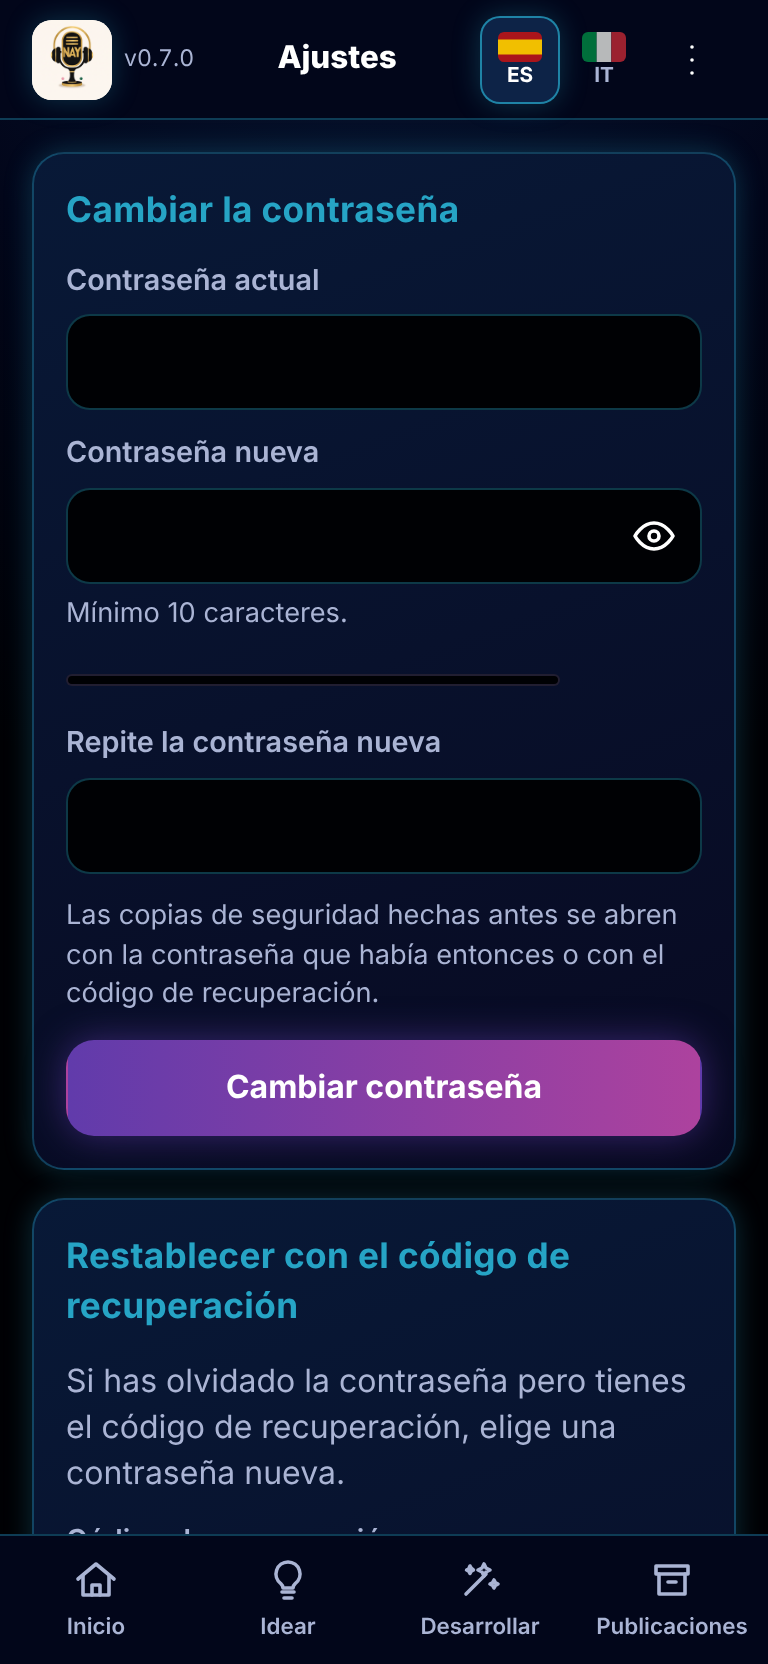 NAY
v0.7.0
Ajustes
ES
IT
Cambiar la contraseña
Contraseña actual
Contraseña nueva
Mínimo 10 caracteres.
Repite la contraseña nueva
Las copias de seguridad hechas antes se abren
con la contraseña que había entonces o con el
código de recuperación.
Cambiar contraseña
Restablecer con el código de
recuperación
Si has olvidado la contraseña pero tienes
el código de recuperación, elige una
contraseña nueva.
Inicio
Idear
Desarrollar
Publicaciones